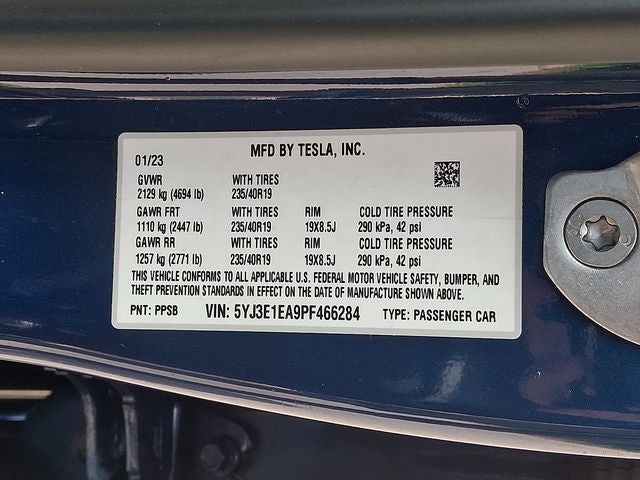 MFD BY TESLA, INC.
01/23
GVWR WITH TIRES
2129 kg (4694 lb) 235/40R19
GAWR FRT WITH TIRES RIM COLD TIRE PRESSURE
1110 kg (2447 lb) 235/40R19 19X8.5J 290 kPa, 42 psi
GAWR RR WITH TIRES RIM COLD TIRE PRESSURE
1257 kg (2771 lb) 235/40R19 19X8.5J 290 kPa, 42 psi
THIS VEHICLE CONFORMS TO ALL APPLICABLE U.S. FEDERAL MOTOR VEHICLE SAFETY, BUMPER, AND
THEFT PREVENTION STANDARDS IN EFFECT ON THE DATE OF MANUFACTURE SHOWN ABOVE.
PNT: PPSB VIN: 5YJ3E1EA9PF466284 TYPE: PASSENGER CAR